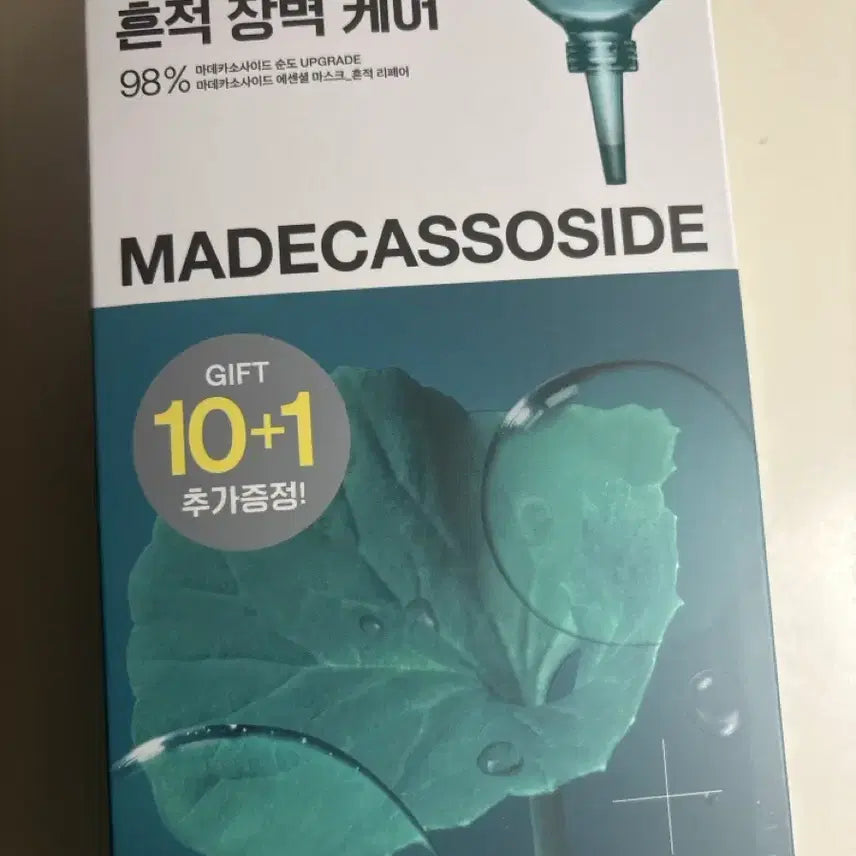 흔적 장벽 케어
98% 마데카소사이드 순도 UPGRADE
마데카소사이드 에센셜 마스크_흔적 리페어
MADECASSOSIDE
GIFT
10+1
추가증정!